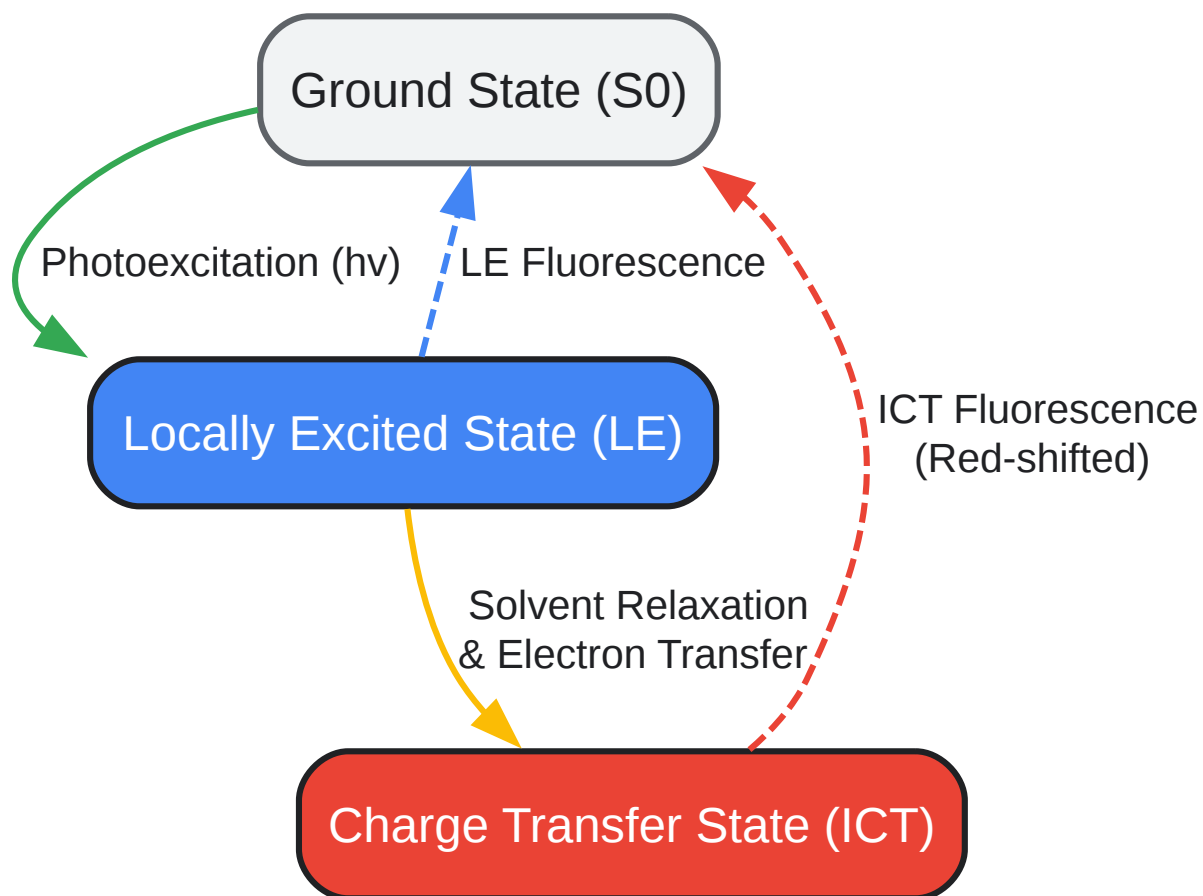 Ground State (S0)
Photoexcitation (hv)
LE Fluorescence
Locally Excited State (LE)
ICT Fluorescence
(Red-shifted)
Solvent Relaxation
& Electron Transfer
Charge Transfer State (ICT)